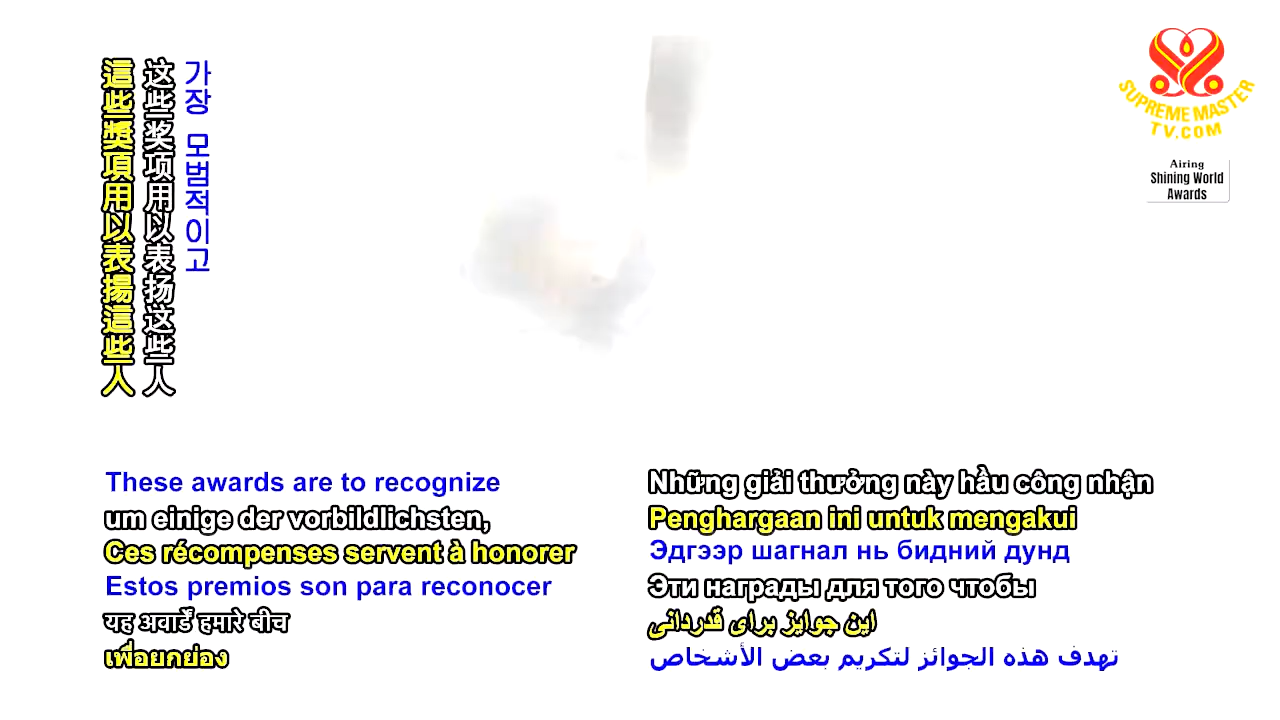 這些獎項用以表揚這些人
这些奖项用以表扬这些人
가장 모범적이고
SUPREME MASTER
TV.COM
Airing
Shining World
Awards
These awards are to recognize
um einige der vorbildlichsten,
Ces récompenses servent à honorer
Estos premios son para reconocer
यह अवार्डें हमारे बीच
เพื่อยกย่อง
Những giải thưởng này hầu công nhận
Penghargaan ini untuk mengakui
Эдгээр шагнал нь бидний дунд
Эти награды для того чтобы
این جوایز برای قدردانی
تهدف هذه الجوائز لتكريم بعض الأشخاص